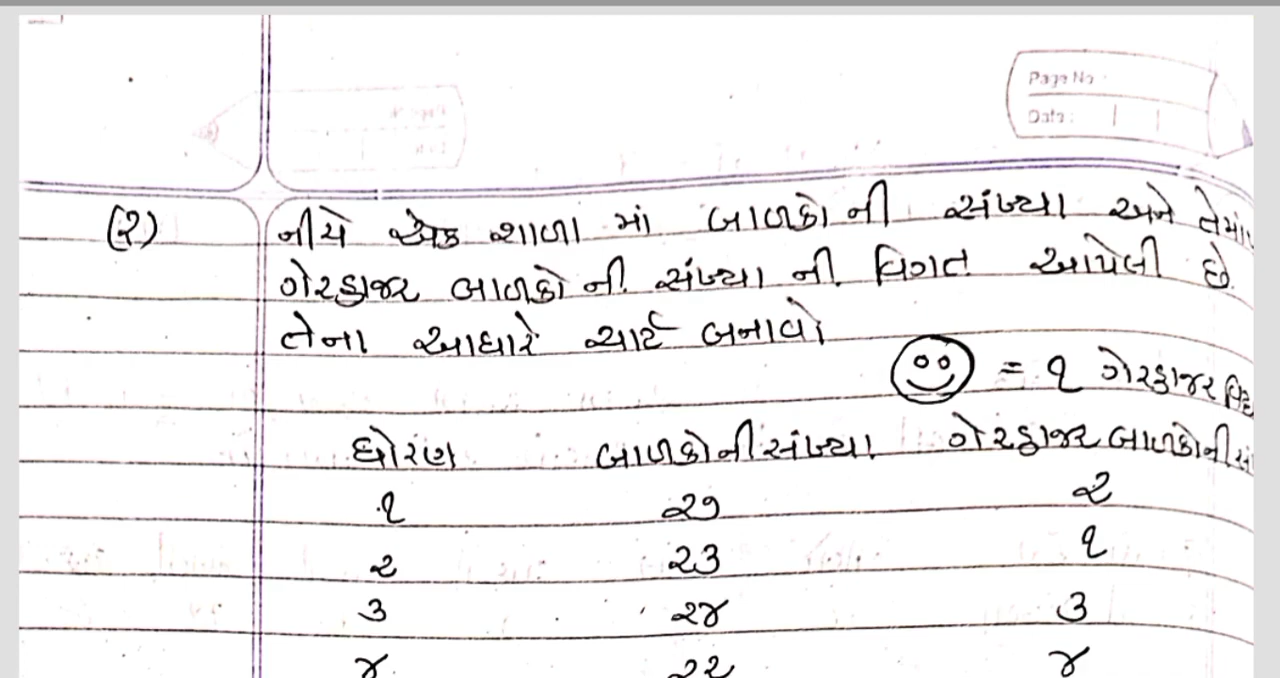 Page No
Date:
(૨) નીચે એક શાળા માં બાળકો ની સંખ્યા અને તેમાં
ગેરહાજર બાળકો ની સંખ્યા ની વિગત આપેલી છે.
તેના આધારે ચાર્ટ બનાવો
= ૧ ગેરહાજર
ધોરણ બાળકોની સંખ્યા ગેરહાજર બાળકોની
૧ ૨૭ ૨
૨ ૨૩ ૧
૩ ૨૪ ૩
૪ ૨૨ ૪